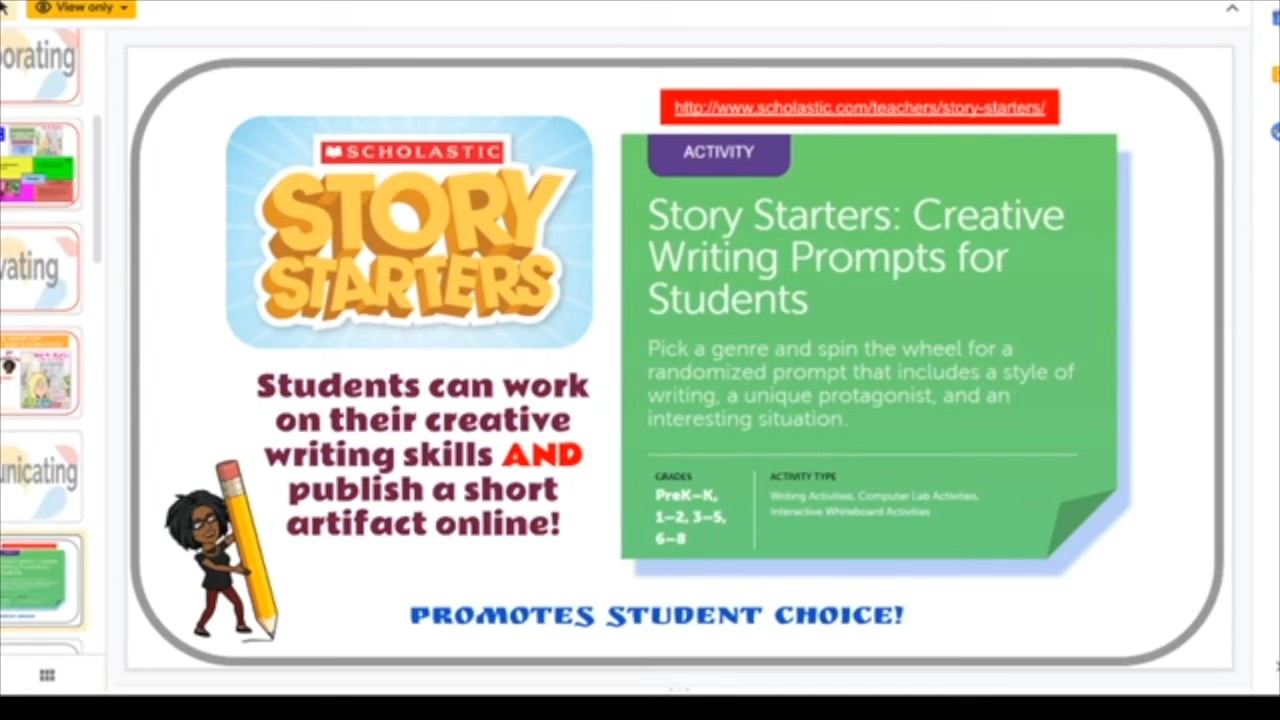 View only
orating
vating
nicating
http://www.scholastic.com/teachers/story-starters/
SCHOLASTIC
STORY
STARTERS
Students can work
on their creative
writing skills AND
publish a short
artifact online!
ACTIVITY
Story Starters: Creative
Writing Prompts for
Students
Pick a genre and spin the wheel for a
randomized prompt that includes a style of
writing, a unique protagonist, and an
interesting situation.
GRADES
PreK–K,
1–2, 3–5,
6–8
ACTIVITY TYPE
Writing Activities, Computer Lab Activities,
Interactive Whiteboard Activities
PROMOTES STUDENT CHOICE!